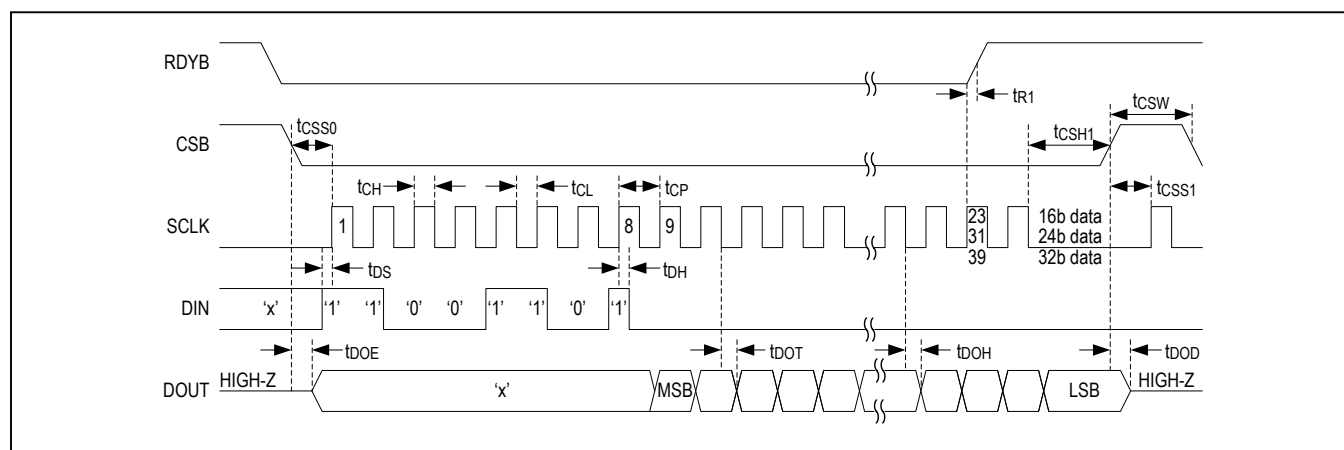 RDYB
tR1
tCSW
CSB
tCSS0
tCSH1
tCH
tCL
tCP
tCSS1
SCLK
1
8
9
23
31
39
16b data
24b data
32b data
tDS
tDH
DIN
‘x’ ‘1’ ‘1’ ‘0’ ‘0’ ‘1’ ‘1’ ‘0’ ‘1’
tDOE
tDOT
tDOH
tDOD
DOUT
HIGH-Z
‘x’
MSB
LSB
HIGH-Z